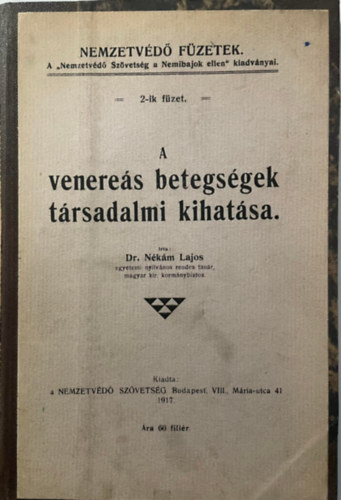 NEMZETVÉDŐ FÜZETEK.
A „Nemzetvédő Szövetség a Nemibajok ellen" kiadványai.
2-ik füzet.
A
venereás betegségek
társadalmi kihatása.
Irta:
Dr. Nékám Lajos
egyetemi nyilvános rendes tanár,
magyar kir. kormánybiztos
Kiadta:
a NEMZETVÉDŐ SZÖVETSÉG Budapest, VIII., Mária-utca 41
1917.
Ára 60 fillér.